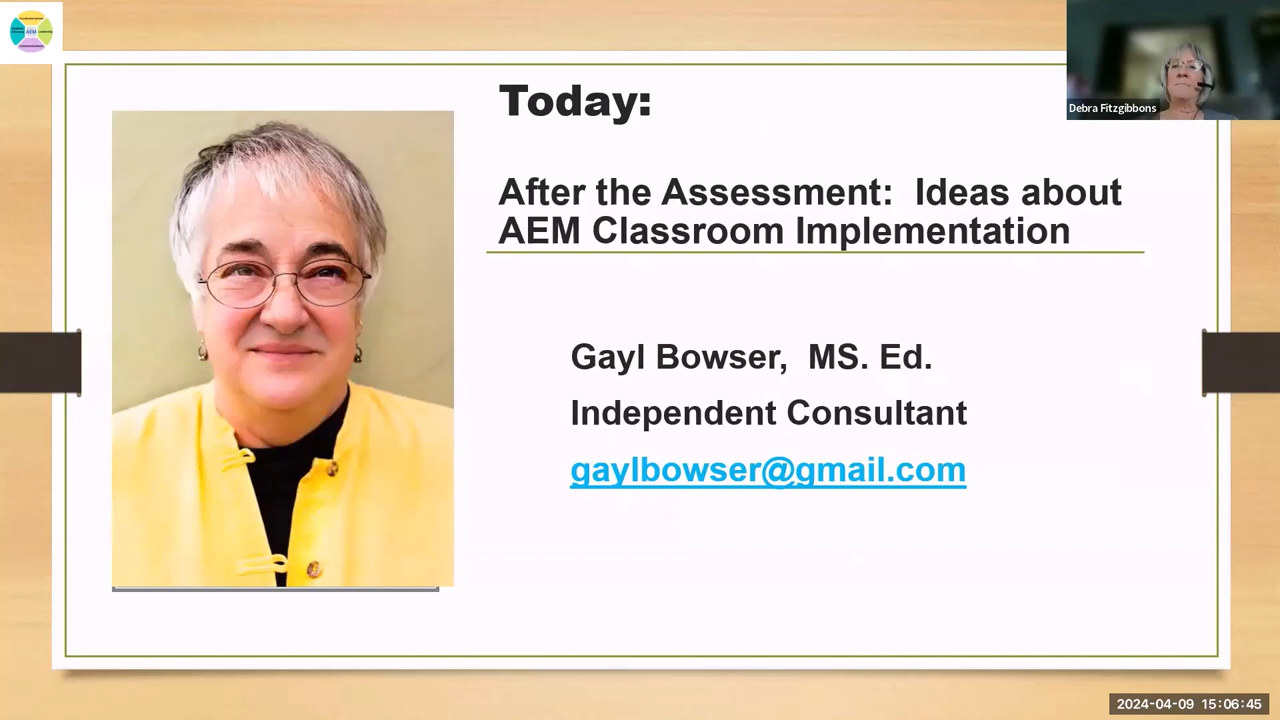 Today:
After the Assessment:  Ideas about
AEM Classroom Implementation
Gayl Bowser,  MS. Ed.
Independent Consultant
gaylbowser@gmail.com
AEM
Debra Fitzgibbons
2024-04-09 15:06:45